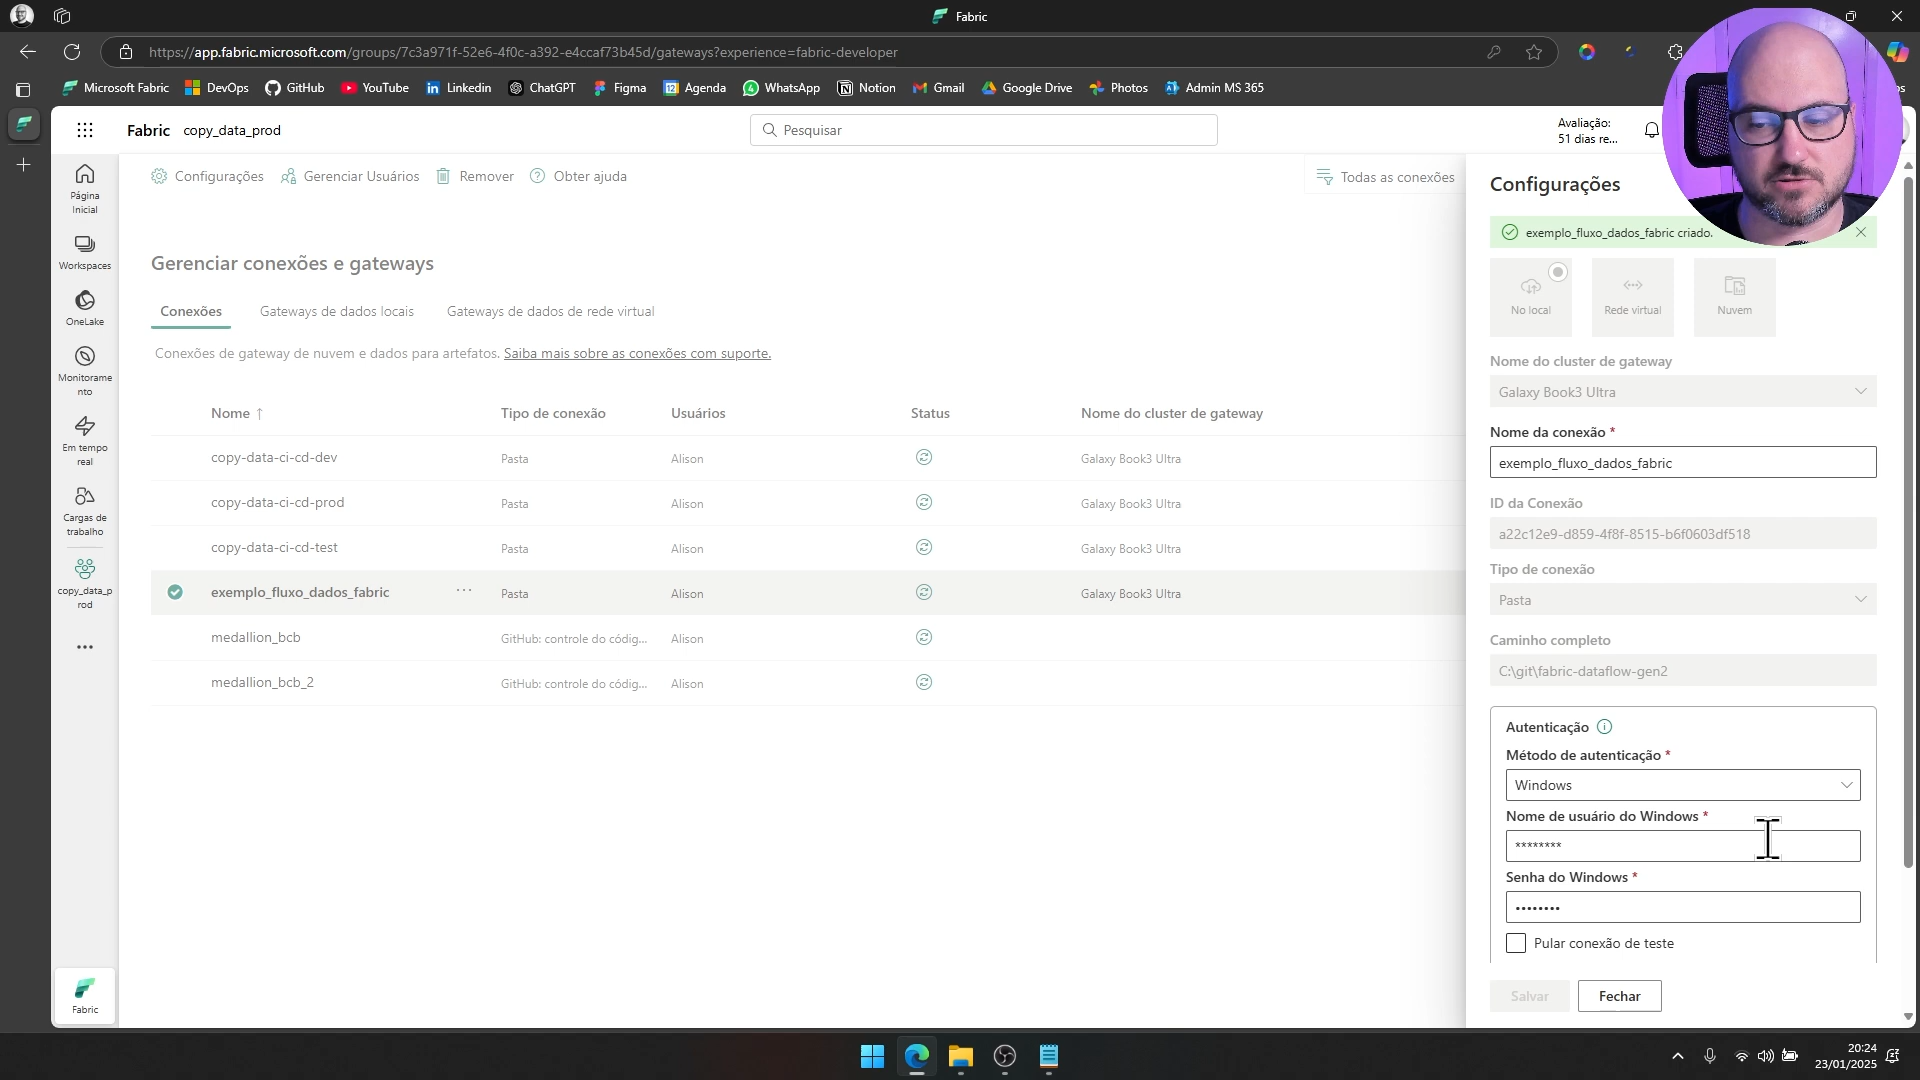 Fabric
https://app.fabric.microsoft.com/groups/7c3a971f-52e6-4f0c-a392-e4ccaf73b45d/gateways?experience=fabric-developer
Microsoft Fabric DevOps GitHub YouTube Linkedin ChatGPT Figma Agenda WhatsApp Notion Gmail Google Drive Photos Admin MS 365
Fabric copy_data_prod
Pesquisar
Avaliação:
51 dias re...
Página
Inicial
Workspaces
OneLake
Monitorame
nto
Em tempo
real
Cargas de
trabalho
copy_data_p
rod
Fabric
Configurações Gerenciar Usuários Remover Obter ajuda
Todas as conexões
Gerenciar conexões e gateways
Conexões Gateways de dados locais Gateways de dados de rede virtual
Conexões de gateway de nuvem e dados para artefatos. Saiba mais sobre as conexões com suporte.
Nome ↑ Tipo de conexão Usuários Status Nome do cluster de gateway
copy-data-ci-cd-dev Pasta Alison Galaxy Book3 Ultra
copy-data-ci-cd-prod Pasta Alison Galaxy Book3 Ultra
copy-data-ci-cd-test Pasta Alison Galaxy Book3 Ultra
exemplo_fluxo_dados_fabric ... Pasta Alison Galaxy Book3 Ultra
medallion_bcb GitHub: controle do códig... Alison
medallion_bcb_2 GitHub: controle do códig... Alison
Configurações
exemplo_fluxo_dados_fabric criado.
No local Rede virtual Nuvem
Nome do cluster de gateway
Galaxy Book3 Ultra
Nome da conexão *
exemplo_fluxo_dados_fabric
ID da Conexão
a22c12e9-d859-4f8f-8515-b6f0603df518
Tipo de conexão
Pasta
Caminho completo
C:\git\fabric-dataflow-gen2
Autenticação
Método de autenticação *
Windows
Nome de usuário do Windows *
********
Senha do Windows *
••••••••
Pular conexão de teste
Salvar Fechar
20:24
23/01/2025